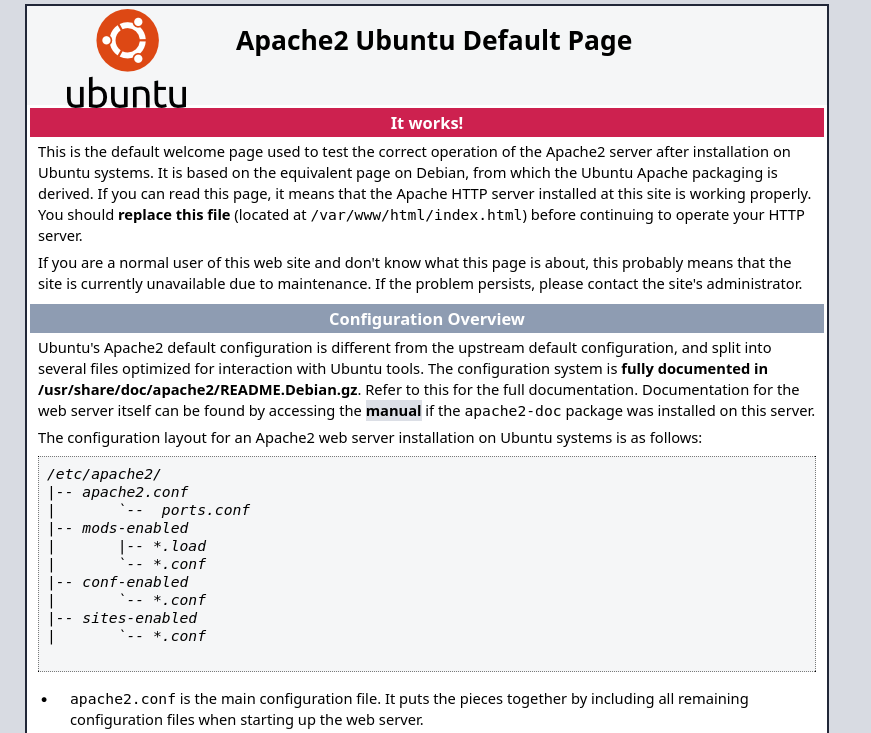 ubuntu
Apache2 Ubuntu Default Page
It works!
This is the default welcome page used to test the correct operation of the Apache2 server after installation on
Ubuntu systems. It is based on the equivalent page on Debian, from which the Ubuntu Apache packaging is
derived. If you can read this page, it means that the Apache HTTP server installed at this site is working properly.
You should replace this file (located at /var/www/html/index.html) before continuing to operate your HTTP
server.
If you are a normal user of this web site and don't know what this page is about, this probably means that the
site is currently unavailable due to maintenance. If the problem persists, please contact the site's administrator.
Configuration Overview
Ubuntu's Apache2 default configuration is different from the upstream default configuration, and split into
several files optimized for interaction with Ubuntu tools. The configuration system is fully documented in
/usr/share/doc/apache2/README.Debian.gz. Refer to this for the full documentation. Documentation for the
web server itself can be found by accessing the manual if the apache2-doc package was installed on this server.
The configuration layout for an Apache2 web server installation on Ubuntu systems is as follows:
/etc/apache2/
|-- apache2.conf
|       `--  ports.conf
|-- mods-enabled
|       |-- *.load
|       `-- *.conf
|-- conf-enabled
|       `-- *.conf
|-- sites-enabled
|       `-- *.conf
• apache2.conf is the main configuration file. It puts the pieces together by including all remaining
configuration files when starting up the web server.